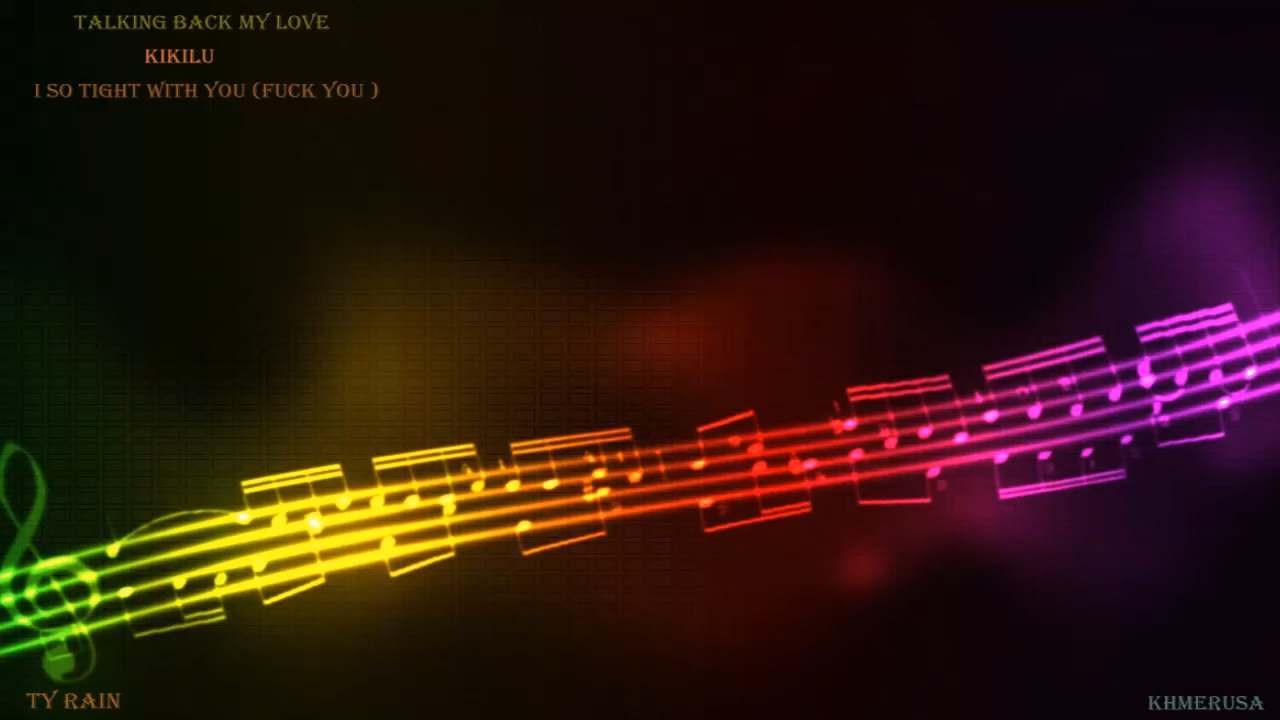 TALKING BACK MY LOVE
KIKILU
I SO TIGHT WITH YOU (FUCK YOU )
TY RAIN
KHMERUSA